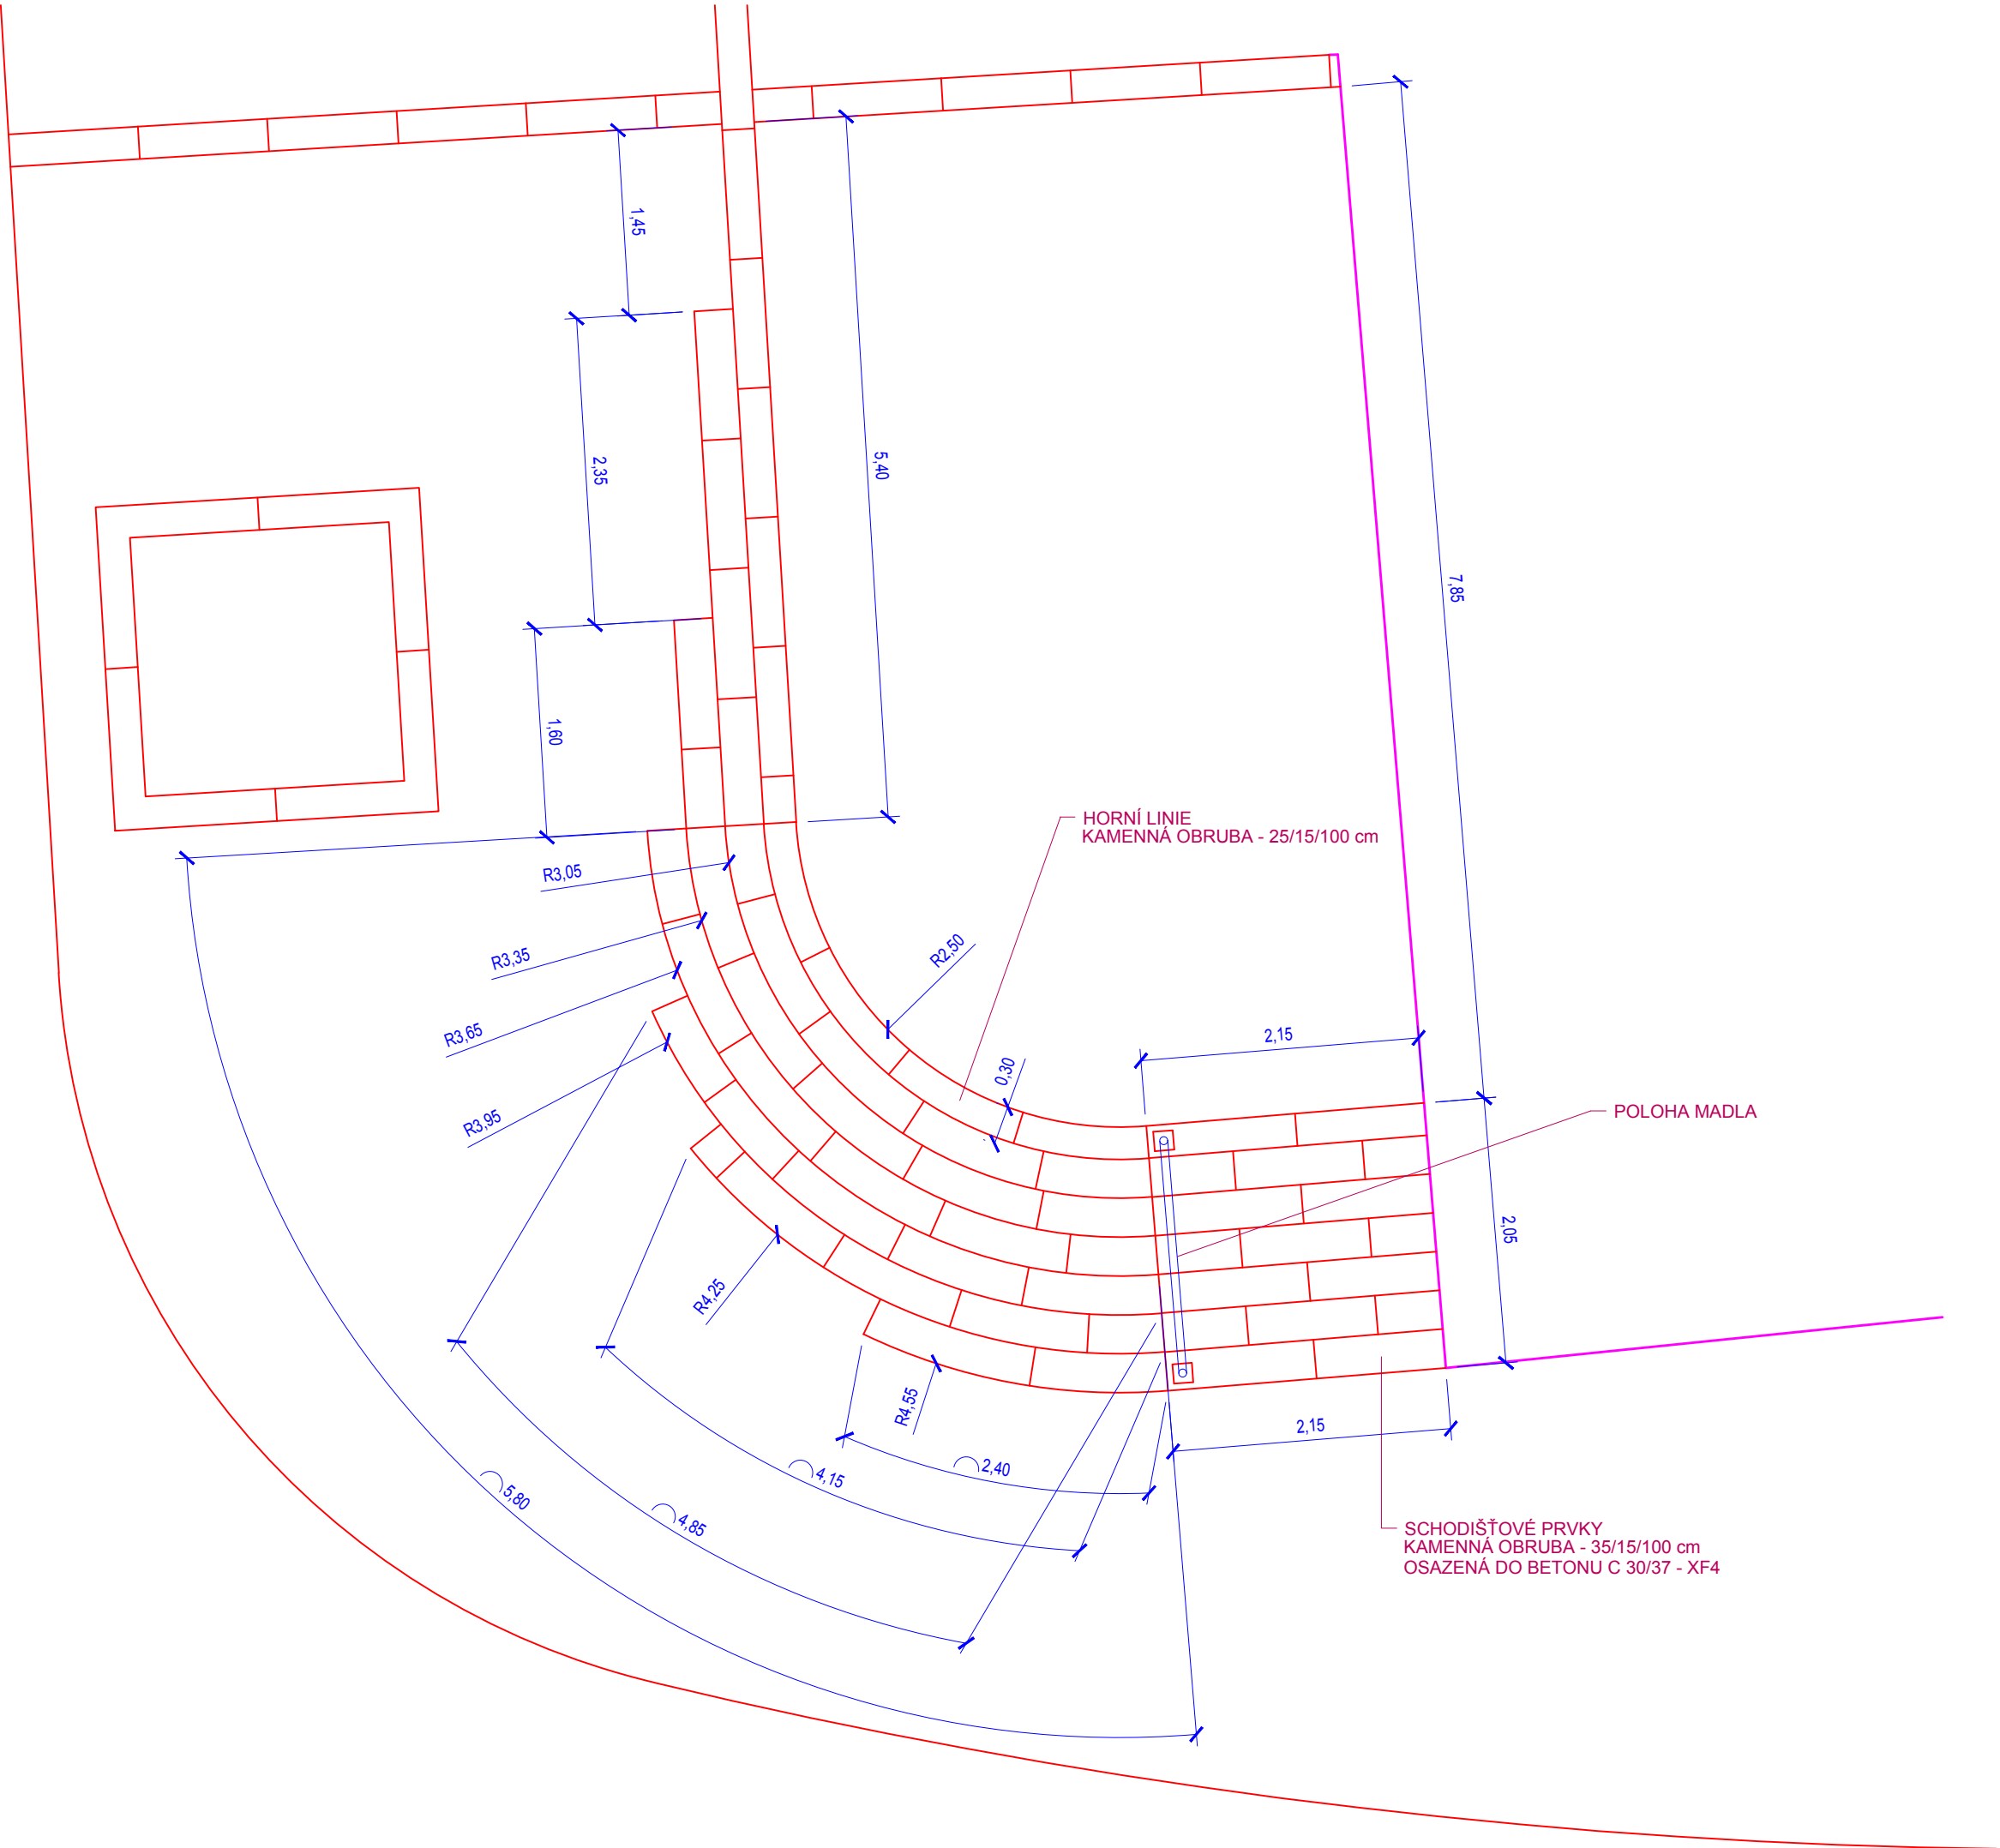 1,45
2,35
5,40
7,85
1,60
HORNÍ LINIE
KAMENNÁ OBRUBA - 25/15/100 cm
R3,05
R3,35
R2,50
R3,65
2,15
0,30
R3,95
POLOHA MADLA
2,05
R4,25
R4,55
2,15
2,40
4,15
5,80
4,85
SCHODIŠŤOVÉ PRVKY
KAMENNÁ OBRUBA - 35/15/100 cm
OSAZENÁ DO BETONU C 30/37 - XF4